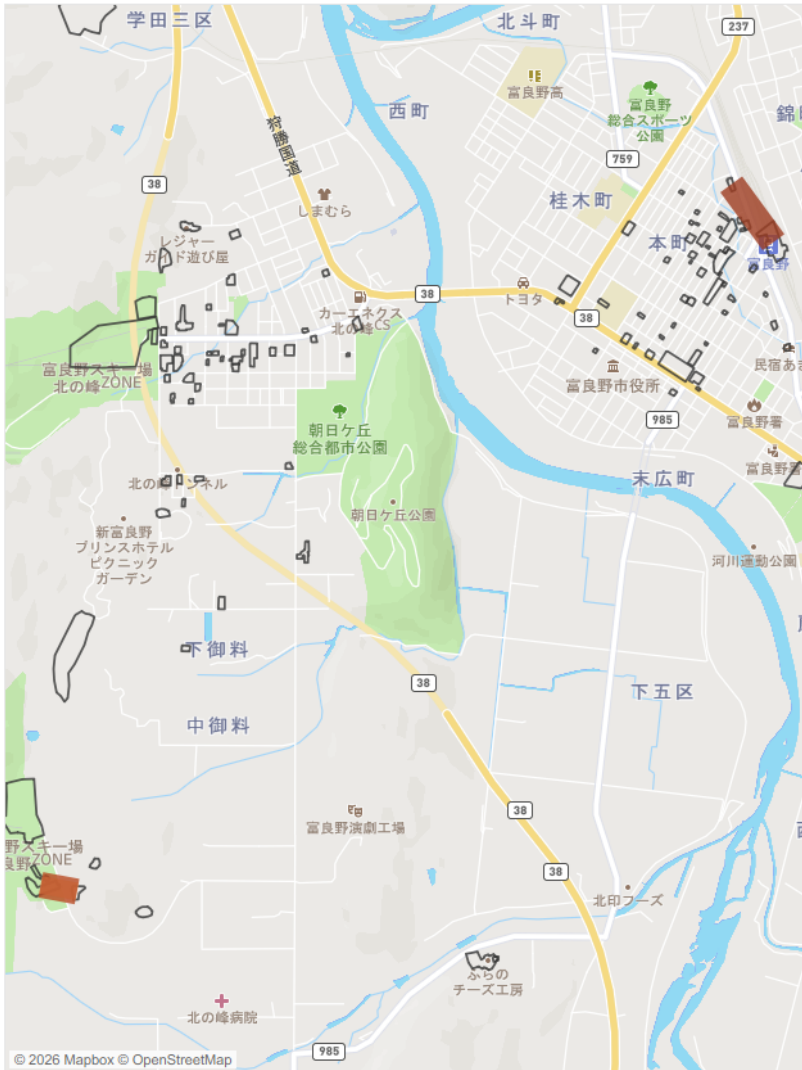 学田三区
北斗町
237
富良野高
富良野
総合スポーツ
公園
西町
狩勝国道
759
38
しまむら
桂木町
本町
レジャー
ガイド遊び屋
富良野
38
トヨタ
カーエネクス
北の峰CS
38
富良野スキー場
北の峰ZONE
富良野市役所
985
富良野署
朝日ケ丘
総合都市公園
北の峰トンネル
末広町
朝日ケ丘公園
新富良野
プリンスホテル
ピクニック
ガーデン
河川運動公園
下御料
38
下五区
中御料
38
富良野演劇工場
野スキー場
良野ZONE
38
北印フーズ
ふらの
チーズ工房
北の峰病院
985
© 2026 Mapbox © OpenStreetMap